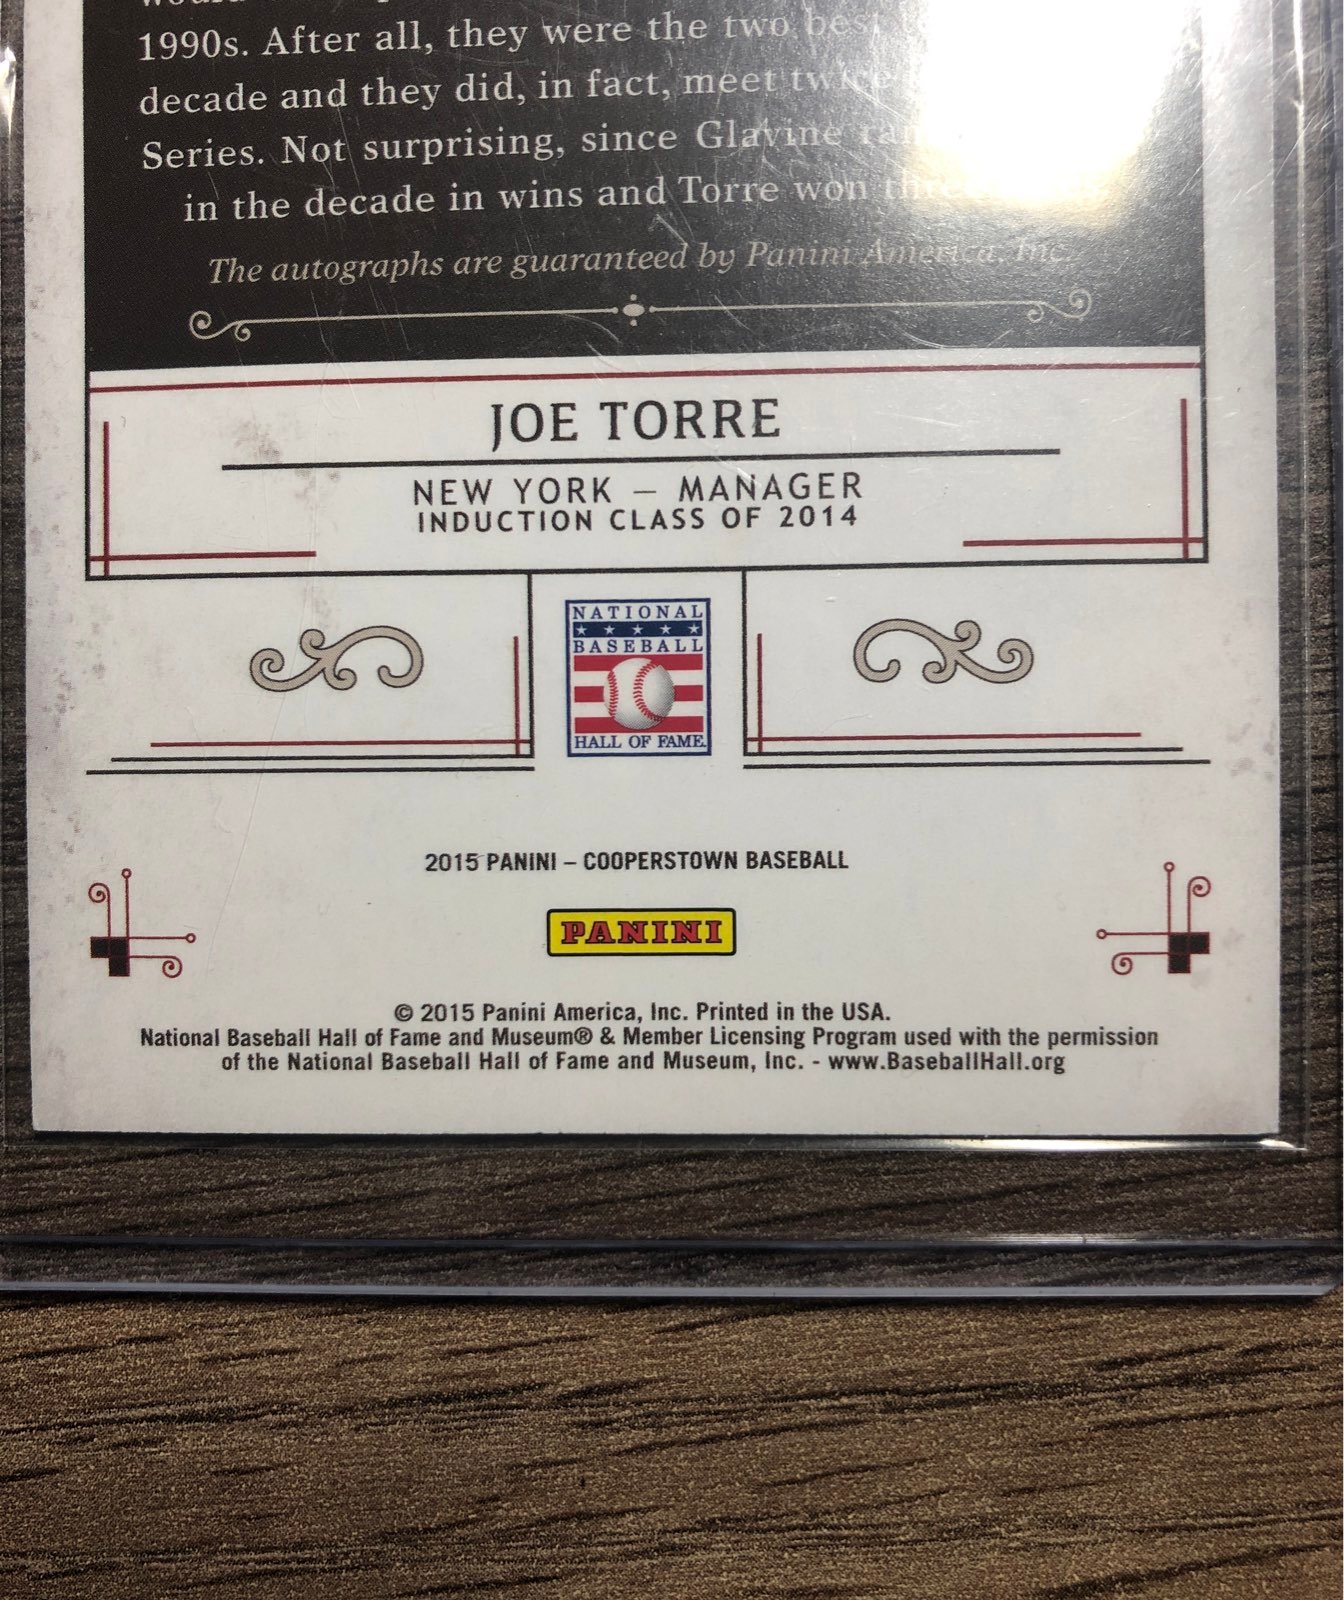 1990s. After all, they were the two best
decade and they did, in fact, meet twice
Series. Not surprising, since Glavine
in the decade in wins and Torre won
The autographs are guaranteed by Panini America, Inc.
JOE TORRE
NEW YORK — MANAGER
INDUCTION CLASS OF 2014
NATIONAL
BASEBALL
HALL OF FAME
2015 PANINI – COOPERSTOWN BASEBALL
PANINI
© 2015 Panini America, Inc. Printed in the USA.
National Baseball Hall of Fame and Museum® & Member Licensing Program used with the permission
of the National Baseball Hall of Fame and Museum, Inc. - www.BaseballHall.org